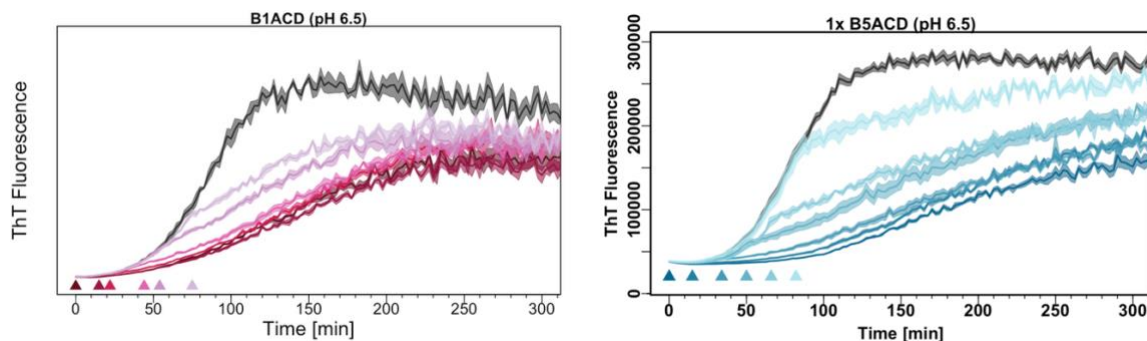 B1ACD (pH 6.5)
ThT Fluorescence
0 50 100 150 200 250 300
Time [min]
1x B5ACD (pH 6.5)
ThT Fluorescence
300000
200000
100000
0
0 50 100 150 200 250 300
Time [min]